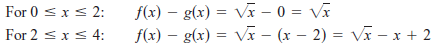 For 0 ≤ x ≤ 2: f(x) − g(x) = √x − 0 = √x
For 2 ≤ x ≤ 4: f(x) − g(x) = √x − (x − 2) = √x − x + 2